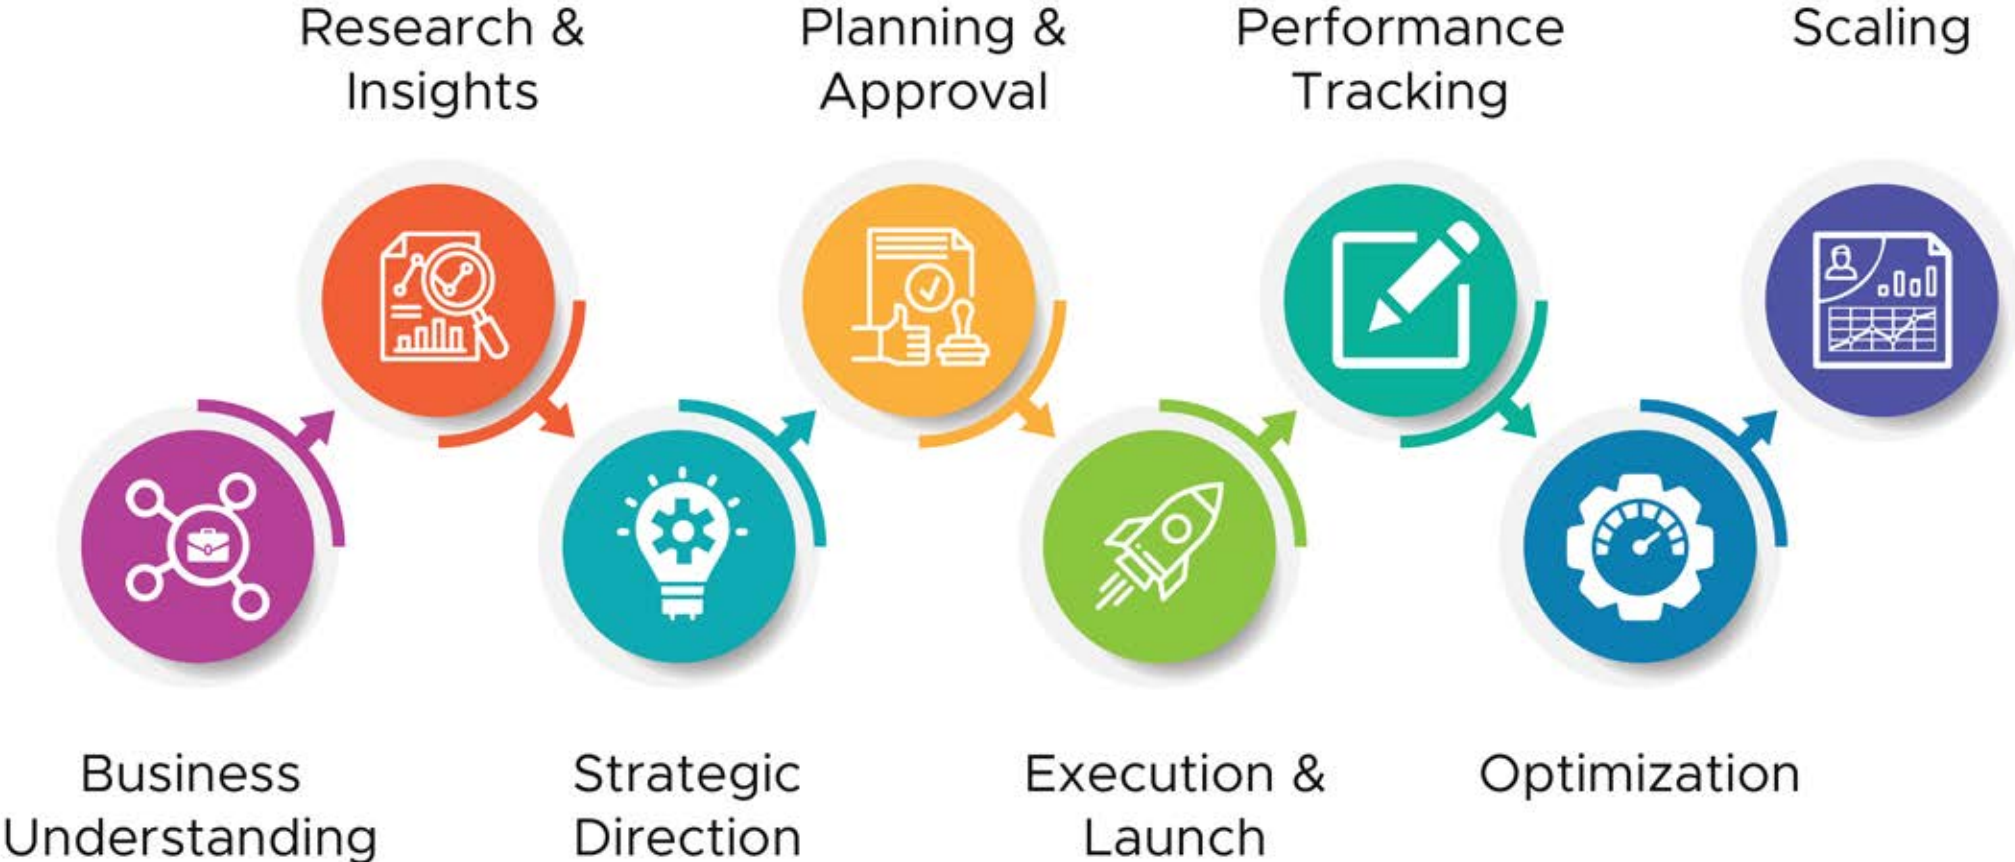 Research &
Insights
Planning &
Approval
Performance
Tracking
Scaling
Business
Understanding
Strategic
Direction
Execution &
Launch
Optimization